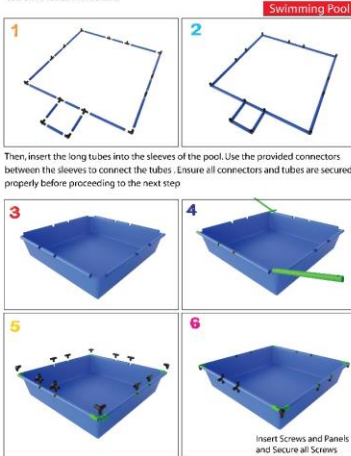 Swimming Pool
1
2
Then, insert the long tubes into the sleeves of the pool. Use the provided connectors
between the sleeves to connect the tubes . Ensure all connectors and tubes are secured
properly before proceeding to the next step
3
4
5
6
Insert Screws and Panels
and Secure all Screws